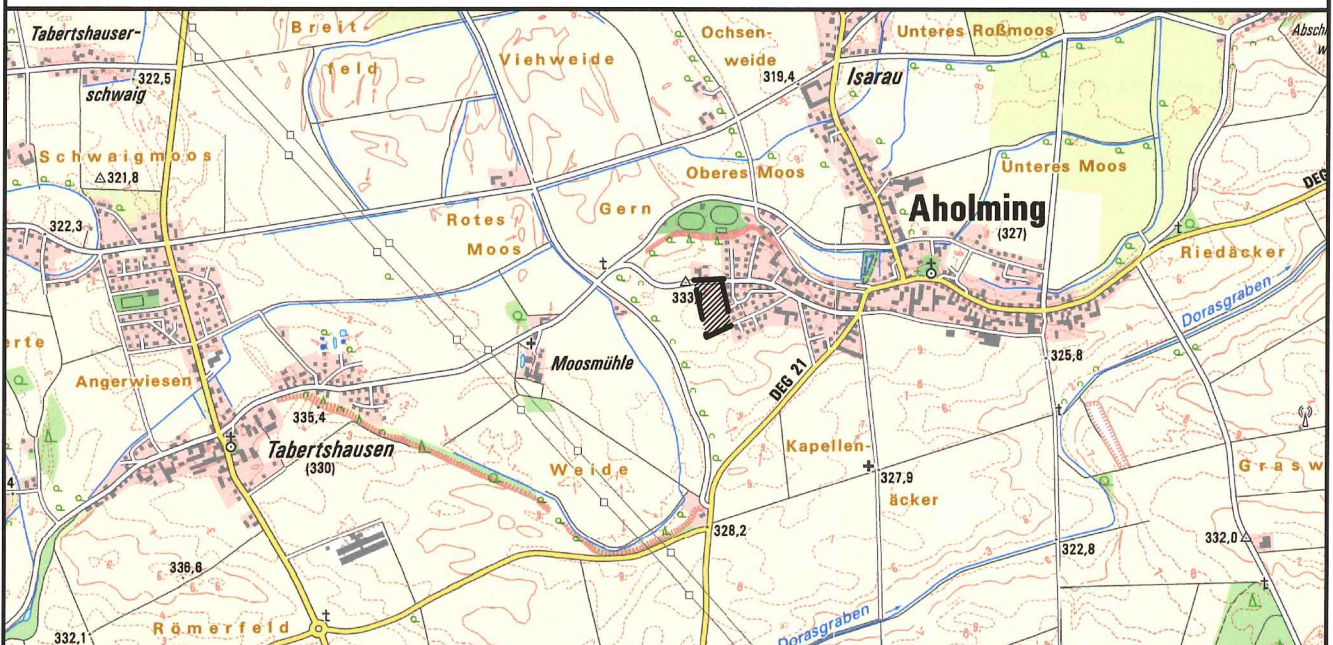 Tabertshauser-
schwaig
322,5
Breit-
feld
Viehweide
Ochsen-
weide
319,4
Isarau
Unteres Roßmoos
Schwaigmoos
321,8
322,3
Rotes
Moos
Gern
Oberes Moos
Unteres Moos
Aholming
(327)
DEG
Riedäcker
Dorasgraben
333
Angerwiesen
Moosmühle
DEG 21
325,8
335,4
Tabertshausen
(330)
Weide
Kapellen-
äcker
327,9
328,2
322,8
332,0
336,6
Römerfeld
332,1
Dorasgraben